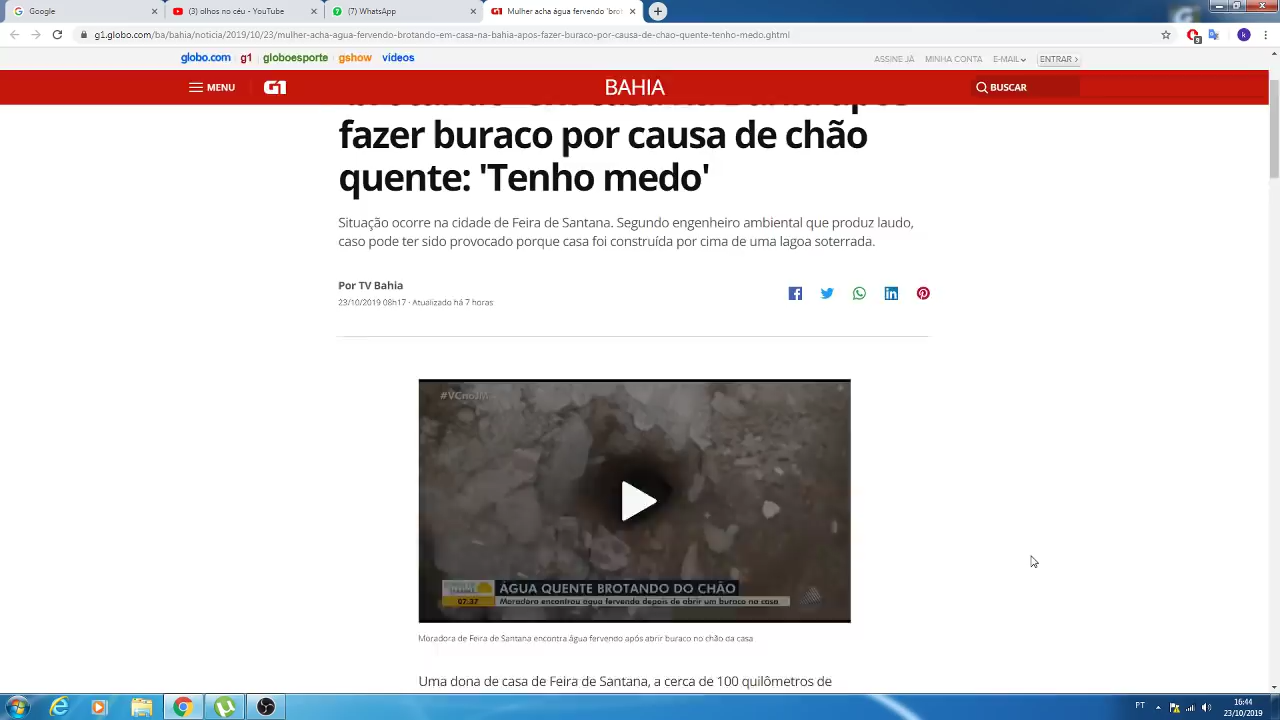 Google
(3) olhos no céu - YouTube
(7) WhatsApp
Mulher acha água fervendo 'brot
g1.globo.com/ba/bahia/noticia/2019/10/23/mulher-acha-agua-fervendo-brotando-em-casa-na-bahia-apos-fazer-buraco-por-causa-de-chao-quente-tenho-medo.ghtml
globo.com g1 globoesporte gshow videos
ASSINE JÁ MINHA CONTA E-MAIL ENTRAR
MENU G1 BAHIA BUSCAR
fazer buraco por causa de chão
quente: 'Tenho medo'
Situação ocorre na cidade de Feira de Santana. Segundo engenheiro ambiental que produz laudo,
caso pode ter sido provocado porque casa foi construída por cima de uma lagoa soterrada.
Por TV Bahia
23/10/2019 08h17 · Atualizado há 7 horas
#VCnoJM
ÁGUA QUENTE BROTANDO DO CHÃO
07:37 Moradora encontrou água fervendo depois de abrir um buraco na casa
Moradora de Feira de Santana encontra água fervendo após abrir buraco no chão da casa
Uma dona de casa de Feira de Santana, a cerca de 100 quilômetros de
PT
16:44
23/10/2019